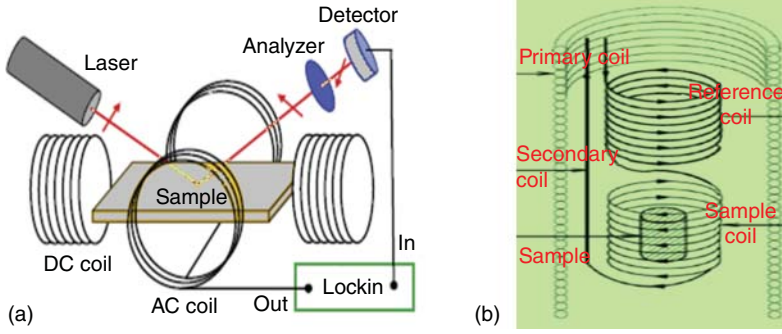 Detector
Analyzer
Laser
Sample
DC coil
AC coil
In
Out
Lockin
(a)
Primary coil
Reference
coil
Secondary
coil
Sample
coil
Sample
(b)